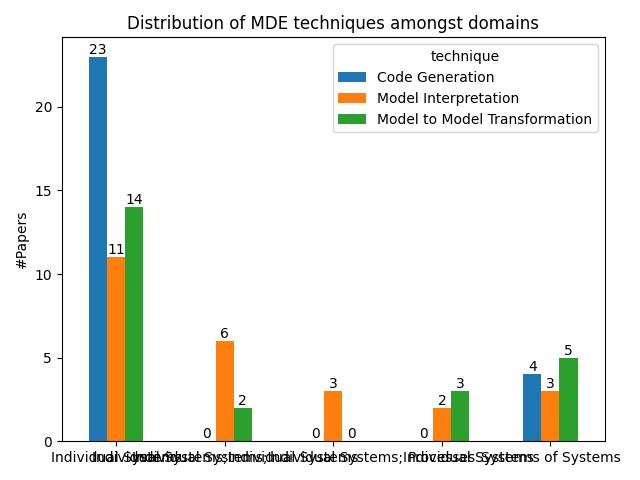 Distribution of MDE techniques amongst domains
technique
Code Generation
Model Interpretation
Model to Model Transformation
#Papers
20
15
10
5
0
23
11
14
0
6
2
0
3
0
0
2
3
4
3
5
Systems of Systems